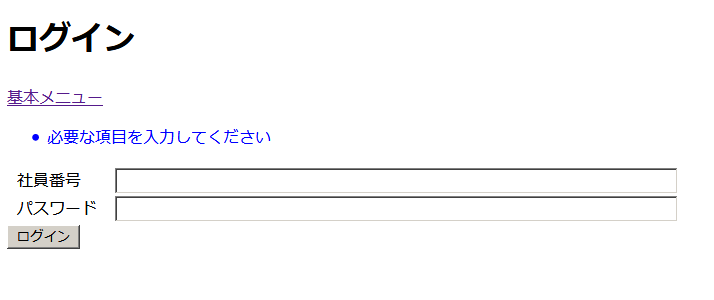 ログイン
基本メニュー
必要な項目を入力してください
社員番号
パスワード
ログイン